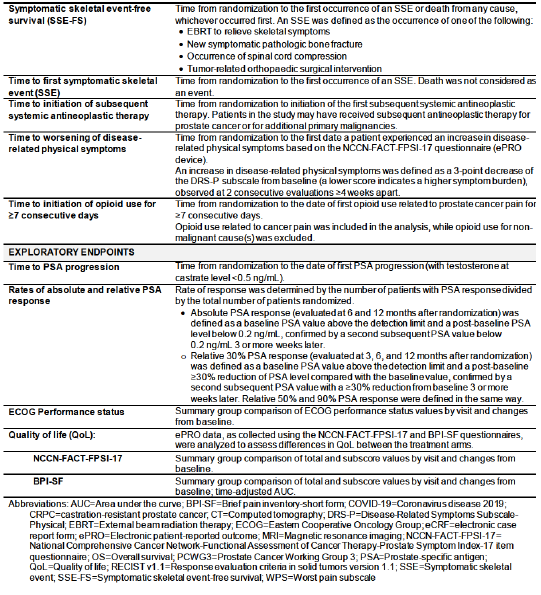 Symptomatic skeletal event-free
survival (SSE-FS)
Time from randomization to the first occurrence of an SSE or death from any cause,
whichever occurred first. An SSE was defined as the occurrence of one of the following:
• EBRT to relieve skeletal symptoms
• New symptomatic pathologic bone fracture
• Occurrence of spinal cord compression
• Tumor-related orthopaedic surgical intervention
Time to first symptomatic skeletal
event (SSE)
Time from randomization to the first occurrence of an SSE. Death was not considered as
an event.
Time to initiation of subsequent
systemic antineoplastic therapy
Time from randomization to initiation of the first subsequent systemic antineoplastic
therapy. Patients in the study may have received subsequent antineoplastic therapy for
prostate cancer or for additional primary malignancies.
Time to worsening of disease-
related physical symptoms
Time from randomization to the first date a patient experienced an increase in disease-
related physical symptoms based on the NCCN-FACT-FPSI-17 questionnaire (ePRO
device).
An increase in disease-related physical symptoms was defined as a 3-point decrease of
the DRS-P subscale from baseline (a lower score indicates a higher symptom burden),
observed at 2 consecutive evaluations ≥4 weeks apart.
Time to initiation of opioid use for
≥7 consecutive days
Time from randomization to the date of first opioid use related to prostate cancer pain for
≥7 consecutive days.
Opioid use related to cancer pain was included in the analysis, while opioid use for non-
malignant cause(s) was excluded.
EXPLORATORY ENDPOINTS
Time to PSA progression
Time from randomization to the date of first PSA progression (with testosterone at
castrate level <0.5 ng/mL).
Rates of absolute and relative PSA
response
Rate of response was determined by the number of patients with PSA response divided
by the total number of patients randomized.
• Absolute PSA response (evaluated at 6 and 12 months after randomization) was
defined as a baseline PSA value above the detection limit and a post-baseline PSA
level below 0.2 ng/mL, confirmed by a second subsequent PSA value below
0.2 ng/mL 3 or more weeks later.
○ Relative 30% PSA response (evaluated at 3, 6, and 12 months after randomization)
was defined as a baseline PSA value above the detection limit and a post-baseline
≥30% reduction of PSA level compared with the baseline value, confirmed by a
second subsequent PSA value with a ≥30% reduction from baseline 3 or more
weeks later. Relative 50% and 90% PSA response were defined in the same way.
ECOG Performance status
Summary group comparison of ECOG performance status values by visit and changes
from baseline.
Quality of life (QoL):
ePRO data, as collected using the NCCN-FACT-FPSI-17 and BPI-SF questionnaires,
were analyzed to assess differences in QoL between the treatment arms.
NCCN-FACT-FPSI-17
Summary group comparison of total and subscore values by visit and changes from
baseline.
BPI-SF
Summary group comparison of total and subscore values by visit and changes from
baseline; time-adjusted AUC.
Abbreviations: AUC=Area under the curve; BPI-SF=Brief pain inventory-short form; COVID-19=Coronavirus disease 2019;
CRPC=castration-resistant prostate cancer; CT=Computed tomography; DRS-P=Disease-Related Symptoms Subscale-
Physical; EBRT=External beam radiation therapy; ECOG=Eastern Cooperative Oncology Group; eCRF=electronic case
report form; ePRO=Electronic patient-reported outcome; MRI=Magnetic resonance imaging; NCCN-FACT-FPSI-17=
National Comprehensive Cancer Network-Functional Assessment of Cancer Therapy-Prostate Symptom Index-17 item
questionnaire; OS=Overall survival; PCWG3=Prostate Cancer Working Group 3; PSA=Prostate-specific antigen;
QoL=Quality of life; RECIST v1.1=Response evaluation criteria in solid tumors version 1.1; SSE=Symptomatic skeletal
event; SSE-FS=Symptomatic skeletal event-free survival; WPS=Worst pain subscale